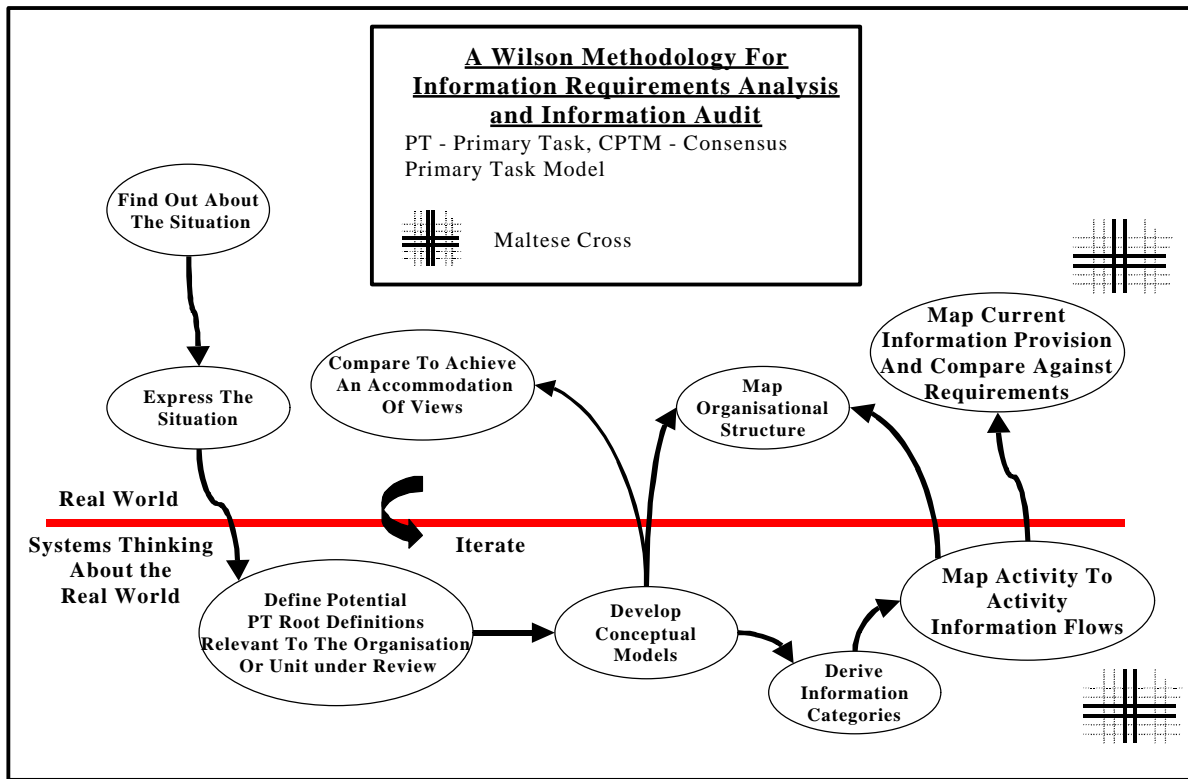 A Wilson Methodology For
Information Requirements Analysis
and Information Audit
PT - Primary Task, CPTM - Consensus
Primary Task Model
Maltese Cross
Find Out About
The Situation
Express The
Situation
Compare To Achieve
An Accommodation
Of Views
Map
Organisational
Structure
Map Current
Information Provision
And Compare Against
Requirements
Real World
Systems Thinking
About the
Real World
Iterate
Define Potential
PT Root Definitions
Relevant To The Organisation
Or Unit under Review
Develop
Conceptual
Models
Derive
Information
Categories
Map Activity To
Activity
Information Flows